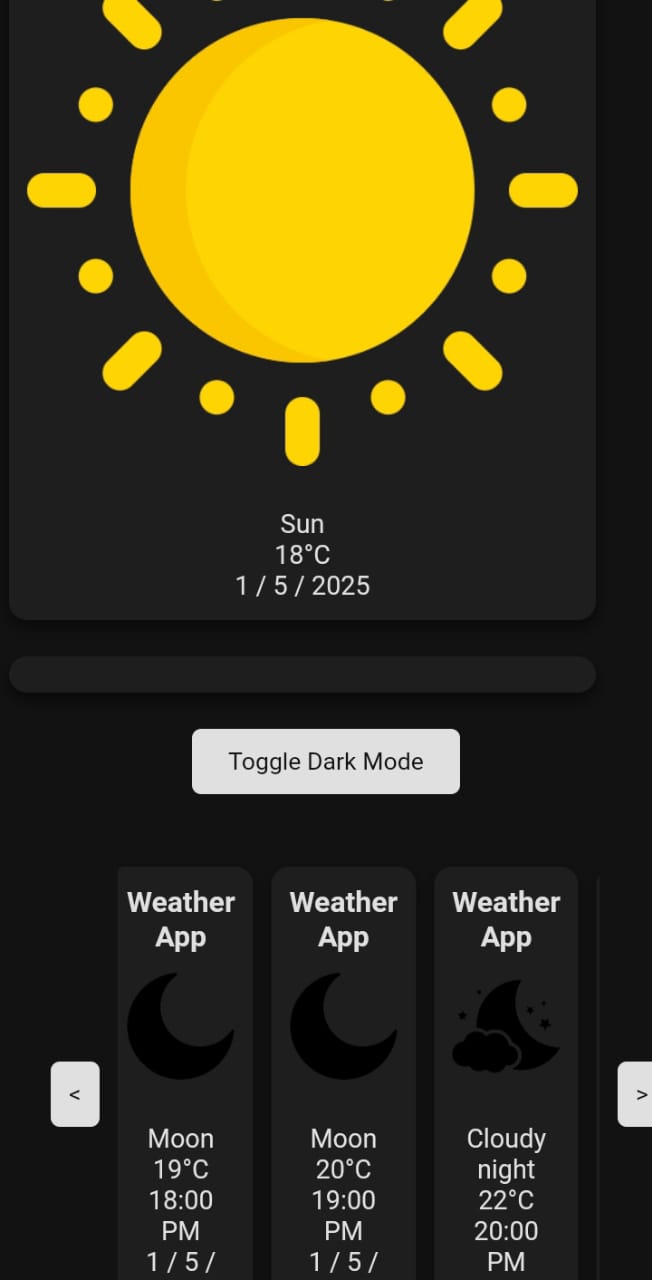 Sun
18°C
1 / 5 / 2025
Toggle Dark Mode
Weather
App
Moon
19°C
18:00
PM
1 / 5 /
Weather
App
Moon
20°C
19:00
PM
1 / 5 /
Weather
App
Cloudy
night
22°C
20:00
PM
<
>